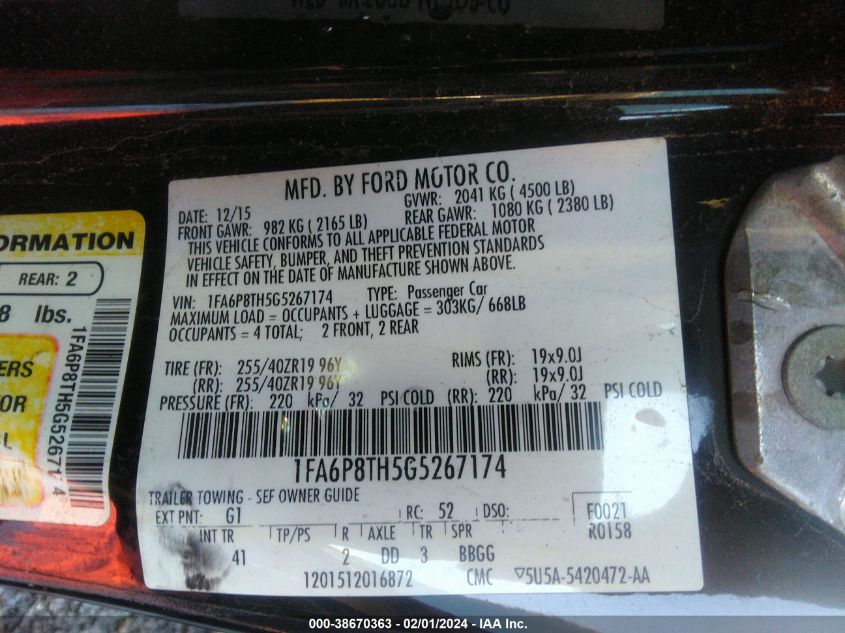 MFD. BY FORD MOTOR CO.
DATE: 12/15
GVWR: 2041 KG ( 4500 LB)
FRONT GAWR: 982 KG ( 2165 LB)
REAR GAWR: 1080 KG ( 2380 LB)
THIS VEHICLE CONFORMS TO ALL APPLICABLE FEDERAL MOTOR
VEHICLE SAFETY, BUMPER, AND THEFT PREVENTION STANDARDS
IN EFFECT ON THE DATE OF MANUFACTURE SHOWN ABOVE.
VIN: 1FA6P8TH5G5267174 TYPE: Passenger Car
MAXIMUM LOAD = OCCUPANTS + LUGGAGE = 303KG/ 668LB
OCCUPANTS = 4 TOTAL; 2 FRONT, 2 REAR
TIRE (FR): 255/40ZR19 96Y RIMS (FR): 19x9.0J
(RR): 255/40ZR19 96Y (RR): 19x9.0J
PRESSURE (FR): 220 kPa/ 32 PSI COLD (RR): 220 kPa/ 32 PSI COLD
1FA6P8TH5G5267174
TRAILER TOWING - SEE OWNER GUIDE
EXT PNT: G1 RC: 52 DSO: F0021
R0158
INT TR TP/PS R AXLE TR SPR
41 2 DD 3 BBGG
1201512016872 CMC ▽5U5A-5420472-AA
ORMATION
REAR: 2
8 lbs.
ERS
TOR
1FA6P8TH5G5267174
000-38670363 - 02/01/2024 - IAAI.com